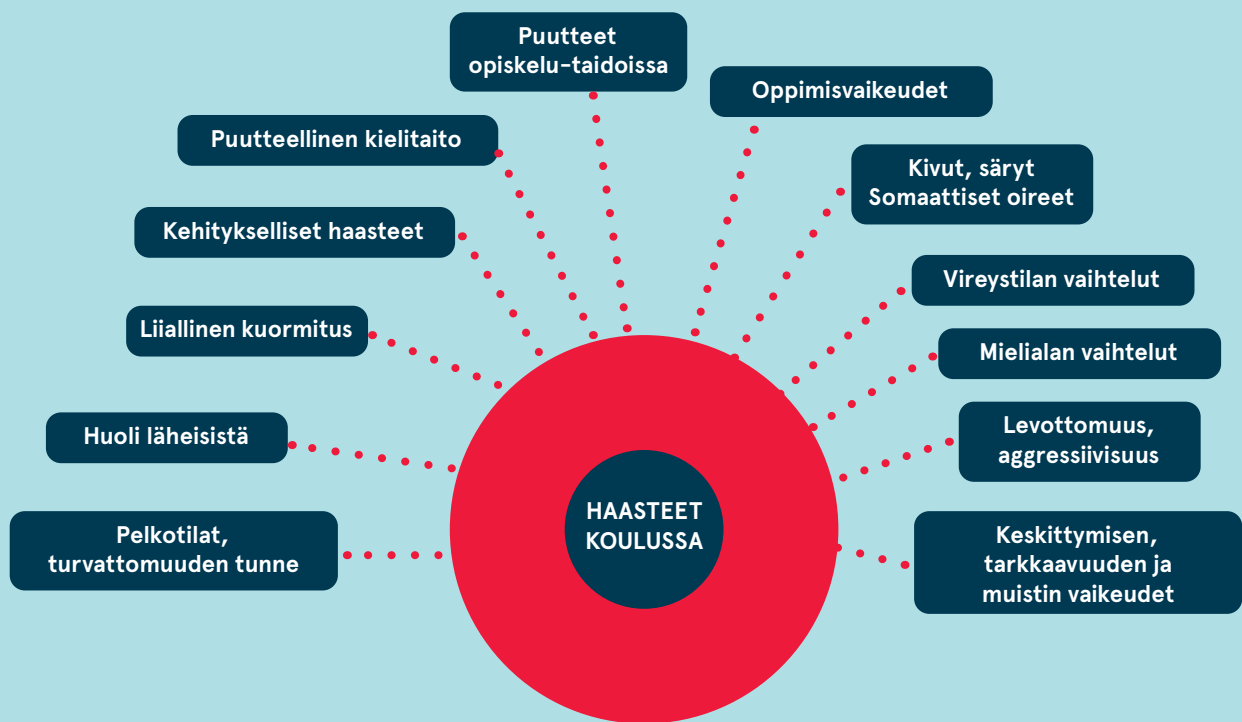 Puutteet
opiskelu-taidoissa
Oppimisvaikeudet
Puutteellinen kielitaito
Kivut, säryt
Somaattiset oireet
Kehitykselliset haasteet
Vireystilan vaihtelut
Liiallinen kuormitus
Mielialan vaihtelut
Huoli läheisistä
Levottomuus,
aggressiivisuus
HAASTEET
KOULUSSA
Pelkotilat,
turvattomuuden tunne
Keskittymisen,
tarkkaavuuden ja
muistin vaikeudet